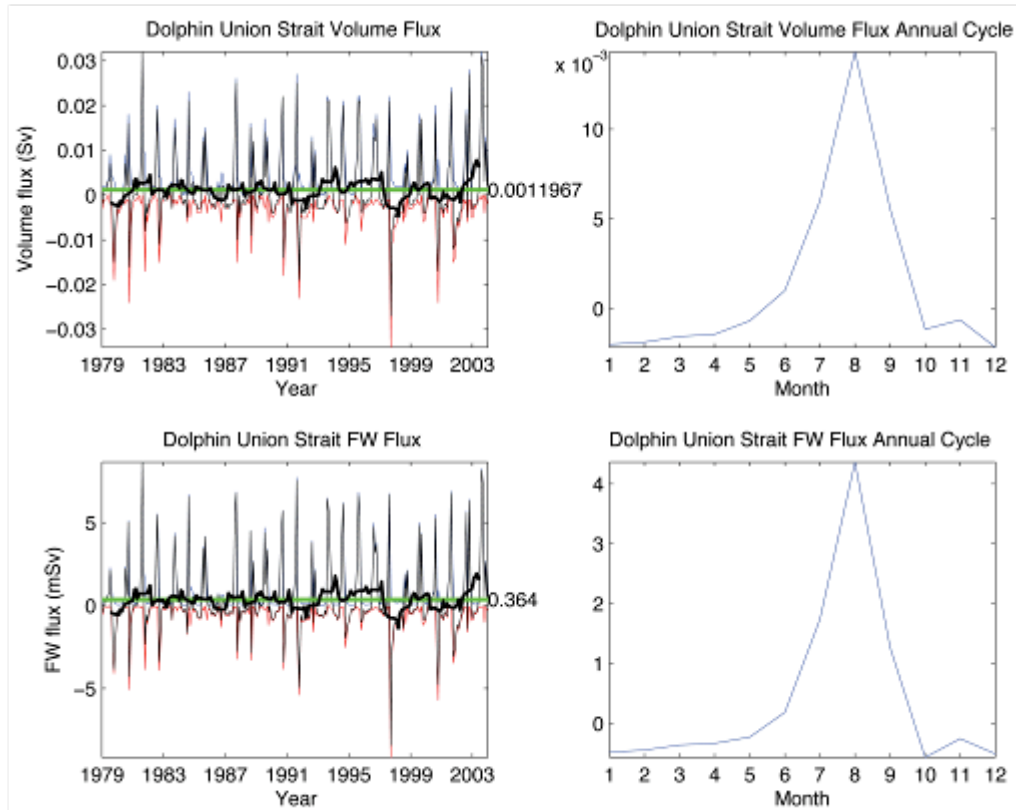 Dolphin Union Strait Volume Flux
0.03
0.02
0.01
0
−0.01
−0.02
−0.03
Volume flux (Sv)
0.0011967
1979 1983 1987 1991 1995 1999 2003
Year
Dolphin Union Strait Volume Flux Annual Cycle
x 10⁻³
10
5
0
1 2 3 4 5 6 7 8 9 10 11 12
Month
Dolphin Union Strait FW Flux
5
0
−5
FW flux (mSv)
0.364
1979 1983 1987 1991 1995 1999 2003
Year
Dolphin Union Strait FW Flux Annual Cycle
4
3
2
1
0
1 2 3 4 5 6 7 8 9 10 11 12
Month